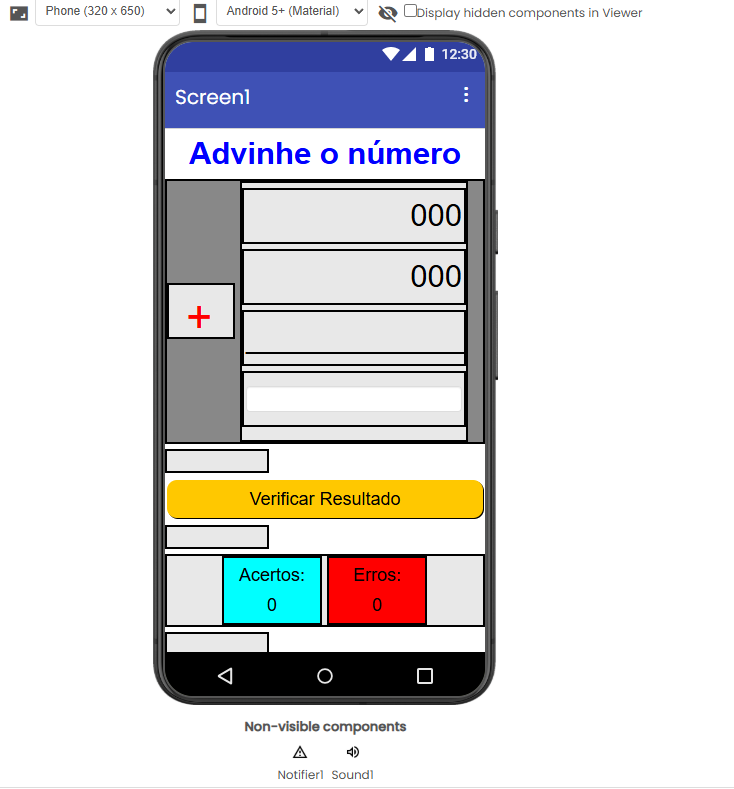 Phone (320 x 650) Android 5+ (Material) Display hidden components in Viewer
12:30
Screen1
Advinhe o número
000
000
+
Verificar Resultado
Acertos: Erros:
0 0
Non-visible components
Notifier1 Sound1